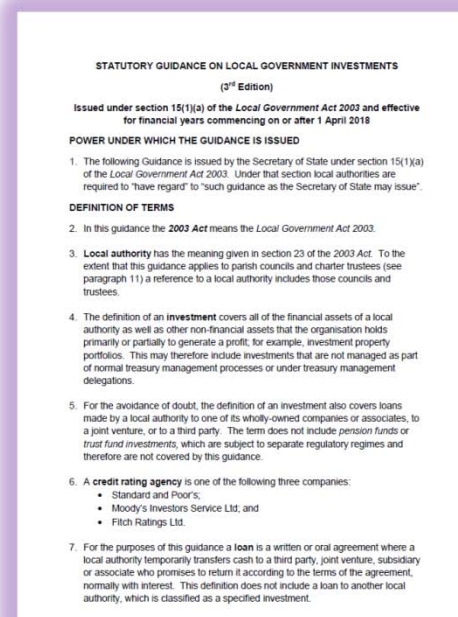 STATUTORY GUIDANCE ON LOCAL GOVERNMENT INVESTMENTS
(3rd Edition)
Issued under section 15(1)(a) of the Local Government Act 2003 and effective
for financial years commencing on or after 1 April 2018
POWER UNDER WHICH THE GUIDANCE IS ISSUED
1. The following Guidance is issued by the Secretary of State under section 15(1)(a)
of the Local Government Act 2003. Under that section local authorities are
required to "have regard" to "such guidance as the Secretary of State may issue".
DEFINITION OF TERMS
2. In this guidance the 2003 Act means the Local Government Act 2003.
3. Local authority has the meaning given in section 23 of the 2003 Act. To the
extent that this guidance applies to parish councils and charter trustees (see
paragraph 11) a reference to a local authority includes those councils and
trustees.
4. The definition of an investment covers all of the financial assets of a local
authority as well as other non-financial assets that the organisation holds
primarily or partially to generate a profit; for example, investment property
portfolios. This may therefore include investments that are not managed as part
of normal treasury management processes or under treasury management
delegations.
5. For the avoidance of doubt, the definition of an investment also covers loans
made by a local authority to one of its wholly-owned companies or associates, to
a joint venture, or to a third party. The term does not include pension funds or
trust fund investments, which are subject to separate regulatory regimes and
therefore are not covered by this guidance.
6. A credit rating agency is one of the following three companies:
• Standard and Poor's;
• Moody's Investors Service Ltd; and
• Fitch Ratings Ltd.
7. For the purposes of this guidance a loan is a written or oral agreement where a
local authority temporarily transfers cash to a third party, joint venture, subsidiary
or associate who promises to return it according to the terms of the agreement,
normally with interest. This definition does not include a loan to another local
authority, which is classified as a specified investment.